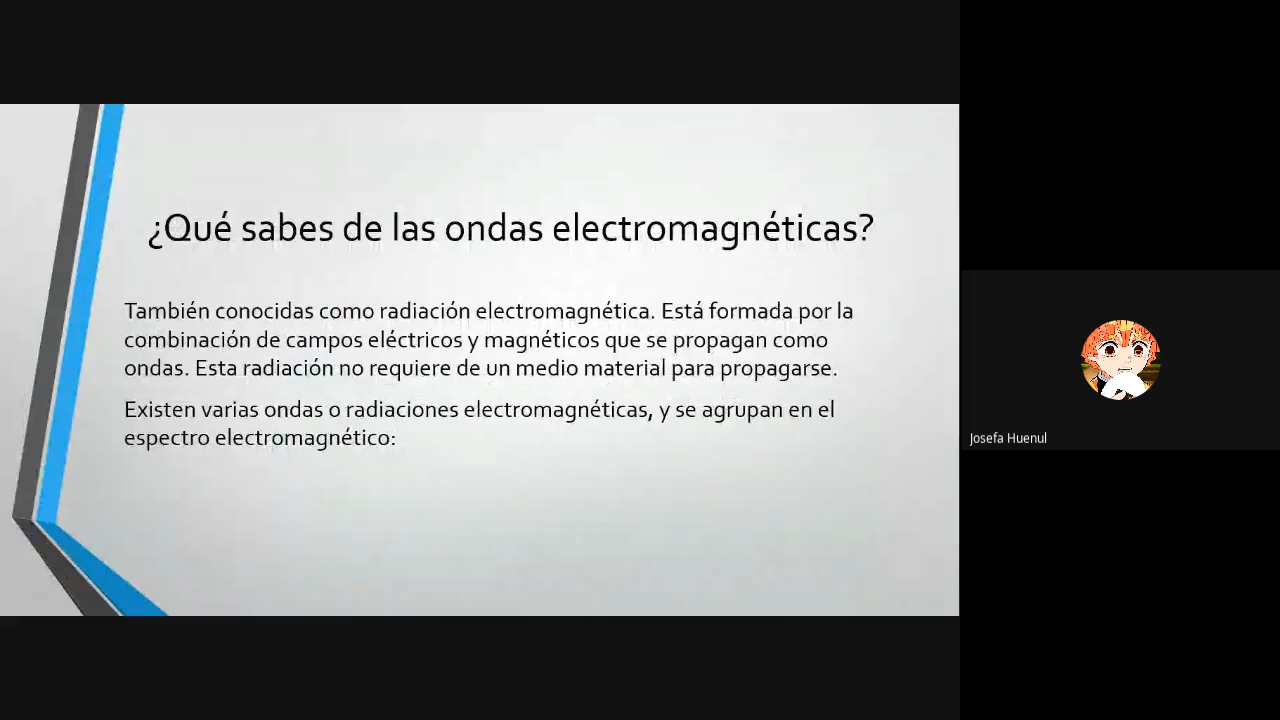 ¿Qué sabes de las ondas electromagnéticas?
También conocidas como radiación electromagnética. Está formada por la
combinación de campos eléctricos y magnéticos que se propagan como
ondas. Esta radiación no requiere de un medio material para propagarse.
Existen varias ondas o radiaciones electromagnéticas, y se agrupan en el
espectro electromagnético:
Josefa Huenul